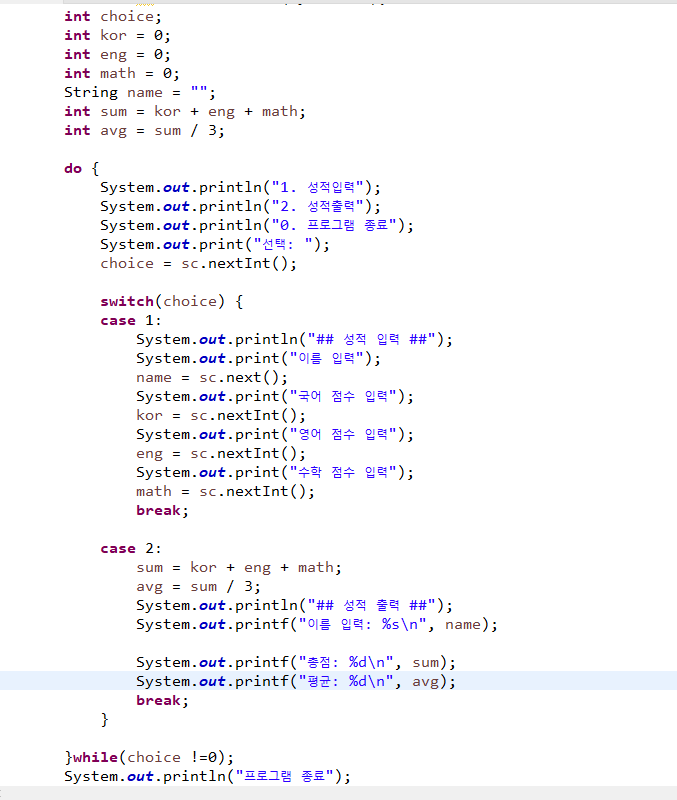 int choice;
int kor = 0;
int eng = 0;
int math = 0;
String name = "";
int sum = kor + eng + math;
int avg = sum / 3;
do {
System.out.println("1. 성적입력");
System.out.println("2. 성적출력");
System.out.println("0. 프로그램 종료");
System.out.print("선택: ");
choice = sc.nextInt();
switch(choice) {
case 1:
System.out.println("## 성적 입력 ##");
System.out.print("이름 입력");
name = sc.next();
System.out.print("국어 점수 입력");
kor = sc.nextInt();
System.out.print("영어 점수 입력");
eng = sc.nextInt();
System.out.print("수학 점수 입력");
math = sc.nextInt();
break;
case 2:
sum = kor + eng + math;
avg = sum / 3;
System.out.println("## 성적 출력 ##");
System.out.printf("이름 입력: %s\n", name);
System.out.printf("총점: %d\n", sum);
System.out.printf("평균: %d\n", avg);
break;
}
}while(choice !=0);
System.out.println("프로그램 종료");